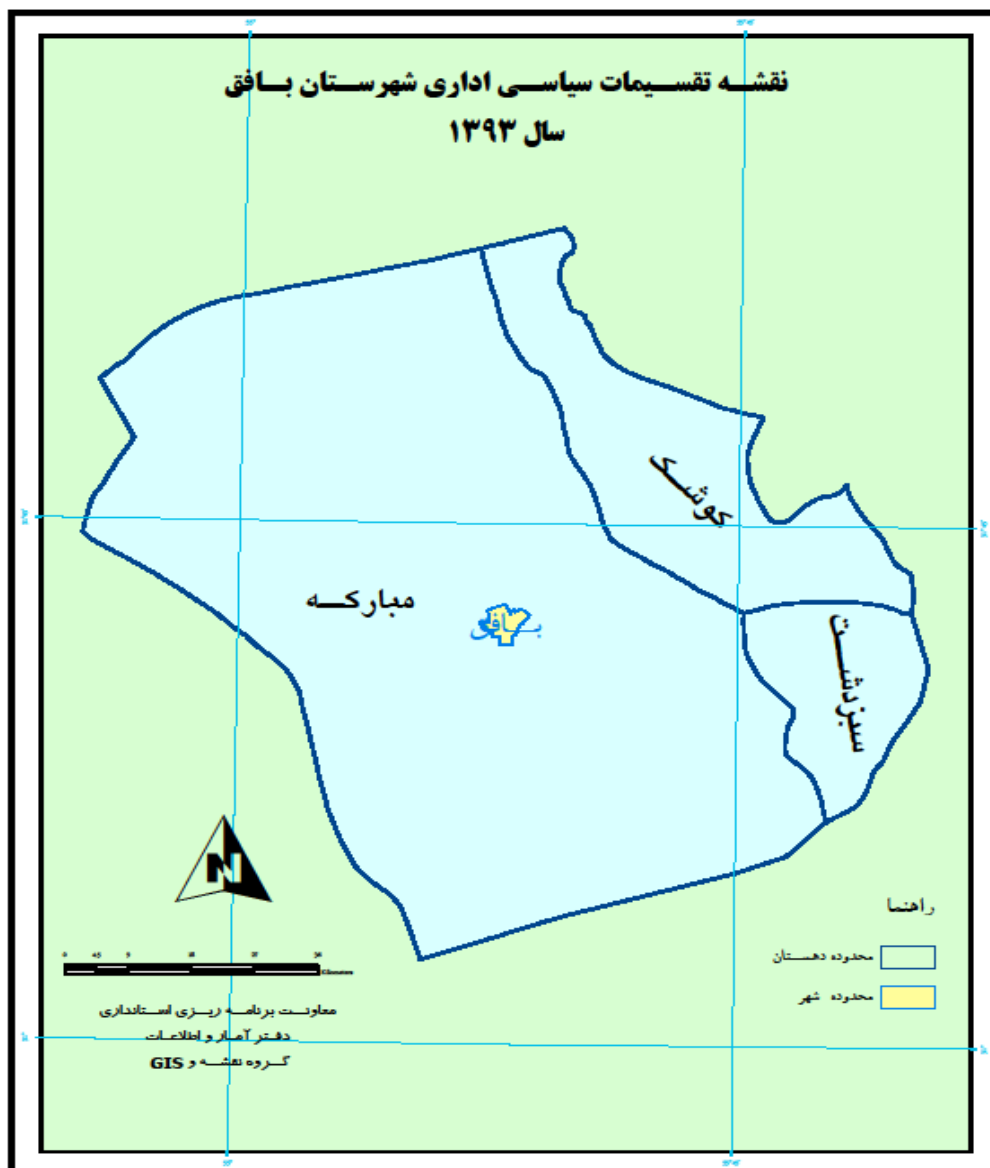 نقشه تقسیمات سیاسی اداری شهرستان بافق
سال ۱۳۹۳
کوشک
مبارکه
بافق
سبزدشت
N
راهنما
محدوده دهستان
محدوده شهر
معاونت برنامه ریزی استانداری
دفتر آمار و اطلاعات
گروه نقشه و GIS